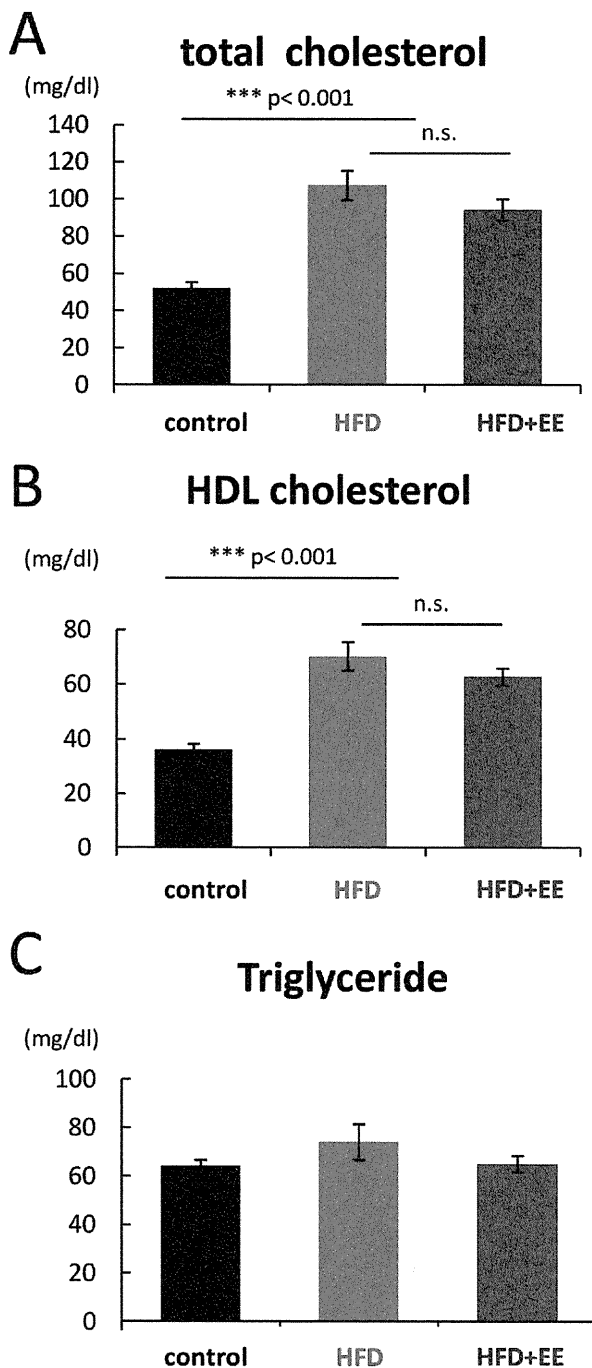 A
total cholesterol
(mg/dl)
*** p< 0.001
n.s.
140
120
100
80
60
40
20
0
control HFD HFD+EE
B
HDL cholesterol
(mg/dl)
*** p< 0.001
n.s.
80
60
40
20
0
control HFD HFD+EE
C
Triglyceride
(mg/dl)
100
80
60
40
20
0
control HFD HFD+EE